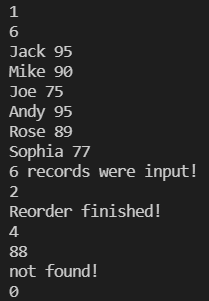 1
6
Jack 95
Mike 90
Joe 75
Andy 95
Rose 89
Sophia 77
6 records were input!
2
Reorder finished!
4
88
not found!
0